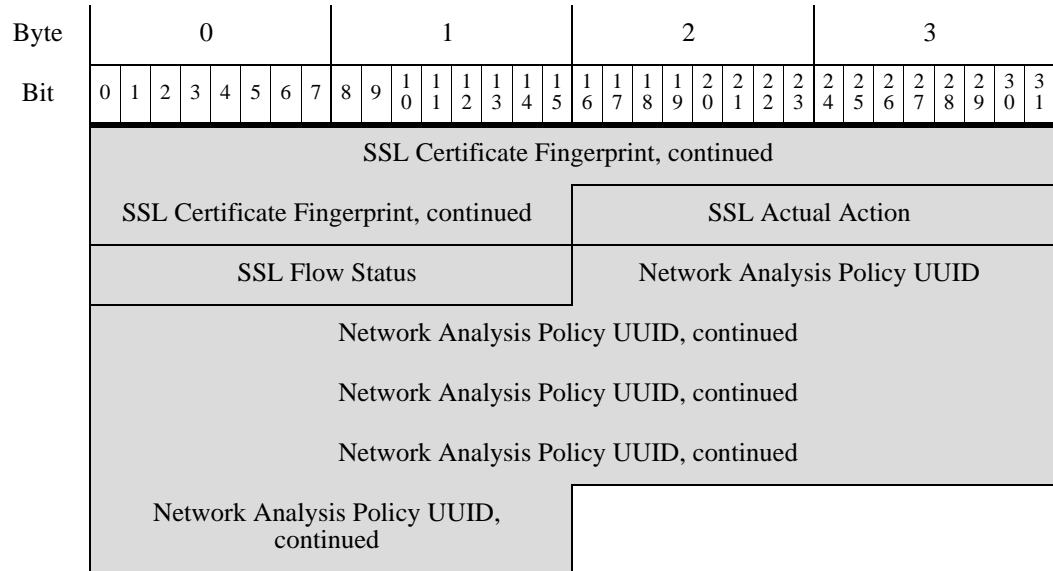 Byte 0 1 2 3
Bit 0 1 2 3 4 5 6 7 8 9 10 11 12 13 14 15 16 17 18 19 20 21 22 23 24 25 26 27 28 29 30 31
SSL Certificate Fingerprint, continued
SSL Certificate Fingerprint, continued SSL Actual Action
SSL Flow Status Network Analysis Policy UUID
Network Analysis Policy UUID, continued
Network Analysis Policy UUID, continued
Network Analysis Policy UUID, continued
Network Analysis Policy UUID,
continued